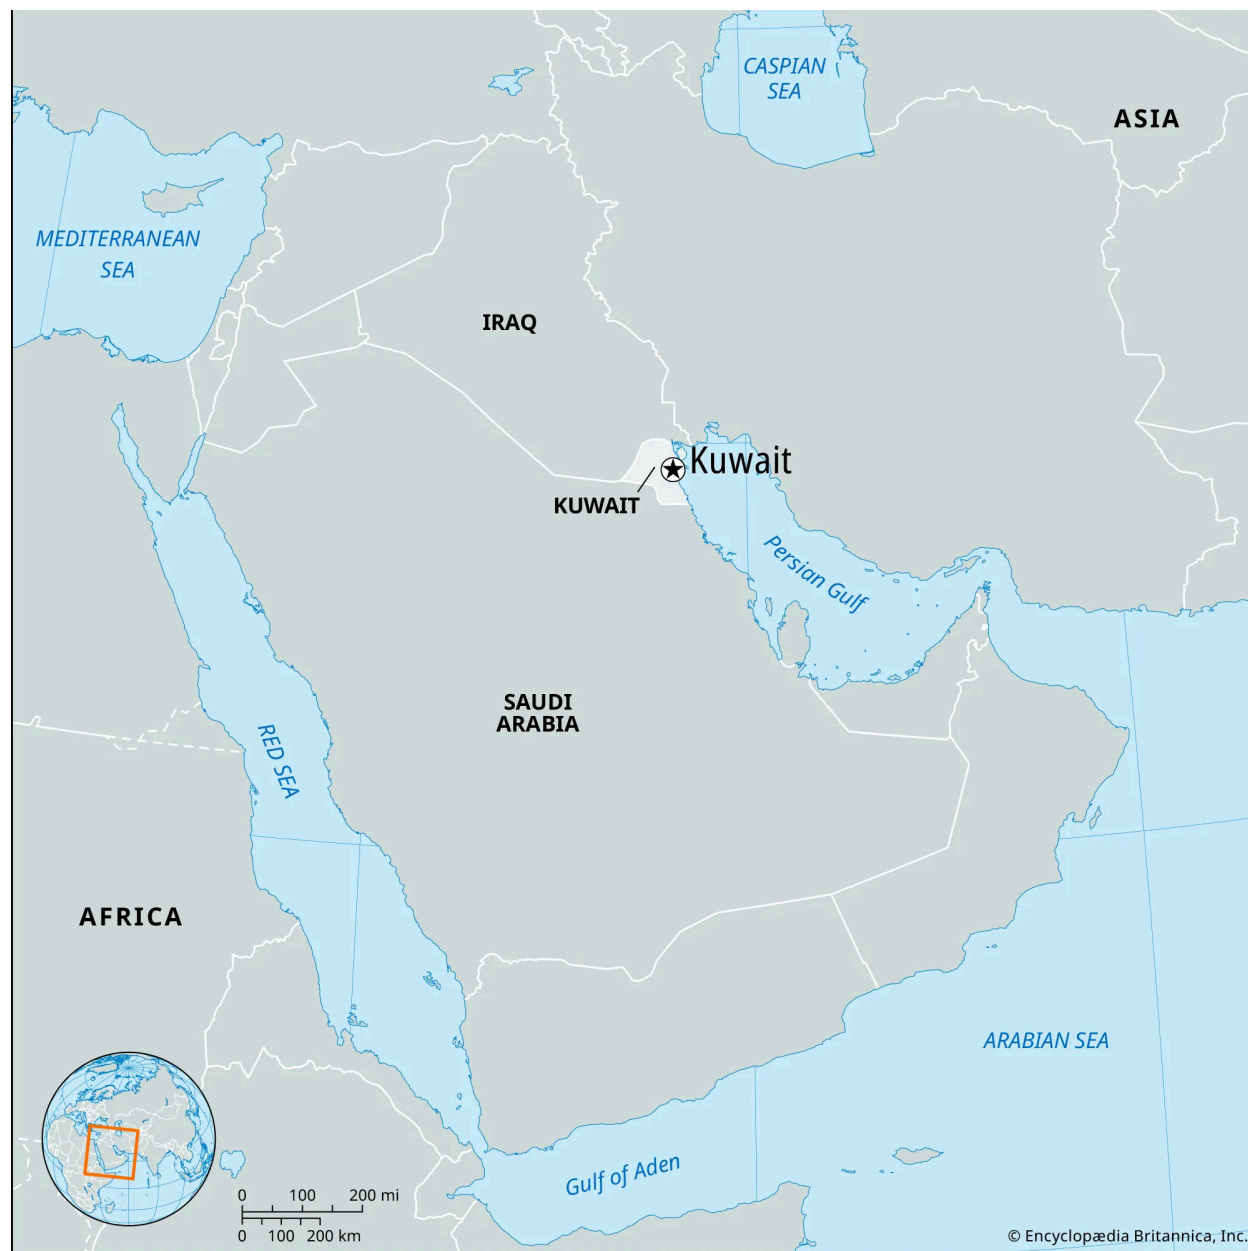 CASPIAN
SEA
ASIA
MEDITERRANEAN
SEA
IRAQ
Kuwait
KUWAIT
Persian Gulf
SAUDI
ARABIA
RED SEA
AFRICA
ARABIAN SEA
Gulf of Aden
0 100 200 mi
0 100 200 km
© Encyclopædia Britannica, Inc.